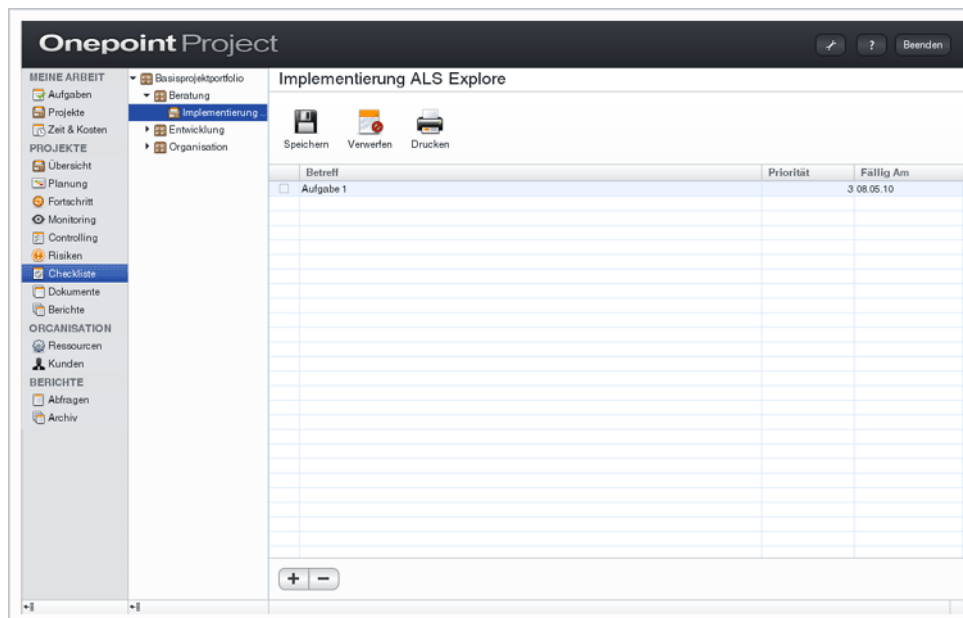 Onepoint Project
? Beenden
MEINE ARBEIT
Aufgaben
Projekte
Zeit & Kosten
PROJEKTE
Übersicht
Planung
Fortschritt
Monitoring
Controlling
Risiken
Checkliste
Dokumente
Berichte
ORGANISATION
Ressourcen
Kunden
BERICHTE
Abfragen
Archiv
Basisprojektportfolio
Beratung
Implementierung ..
Entwicklung
Organisation
Implementierung ALS Explore
Speichern Verwerfen Drucken
Betreff Priorität Fällig Am
Aufgabe 1 3 08.05.10